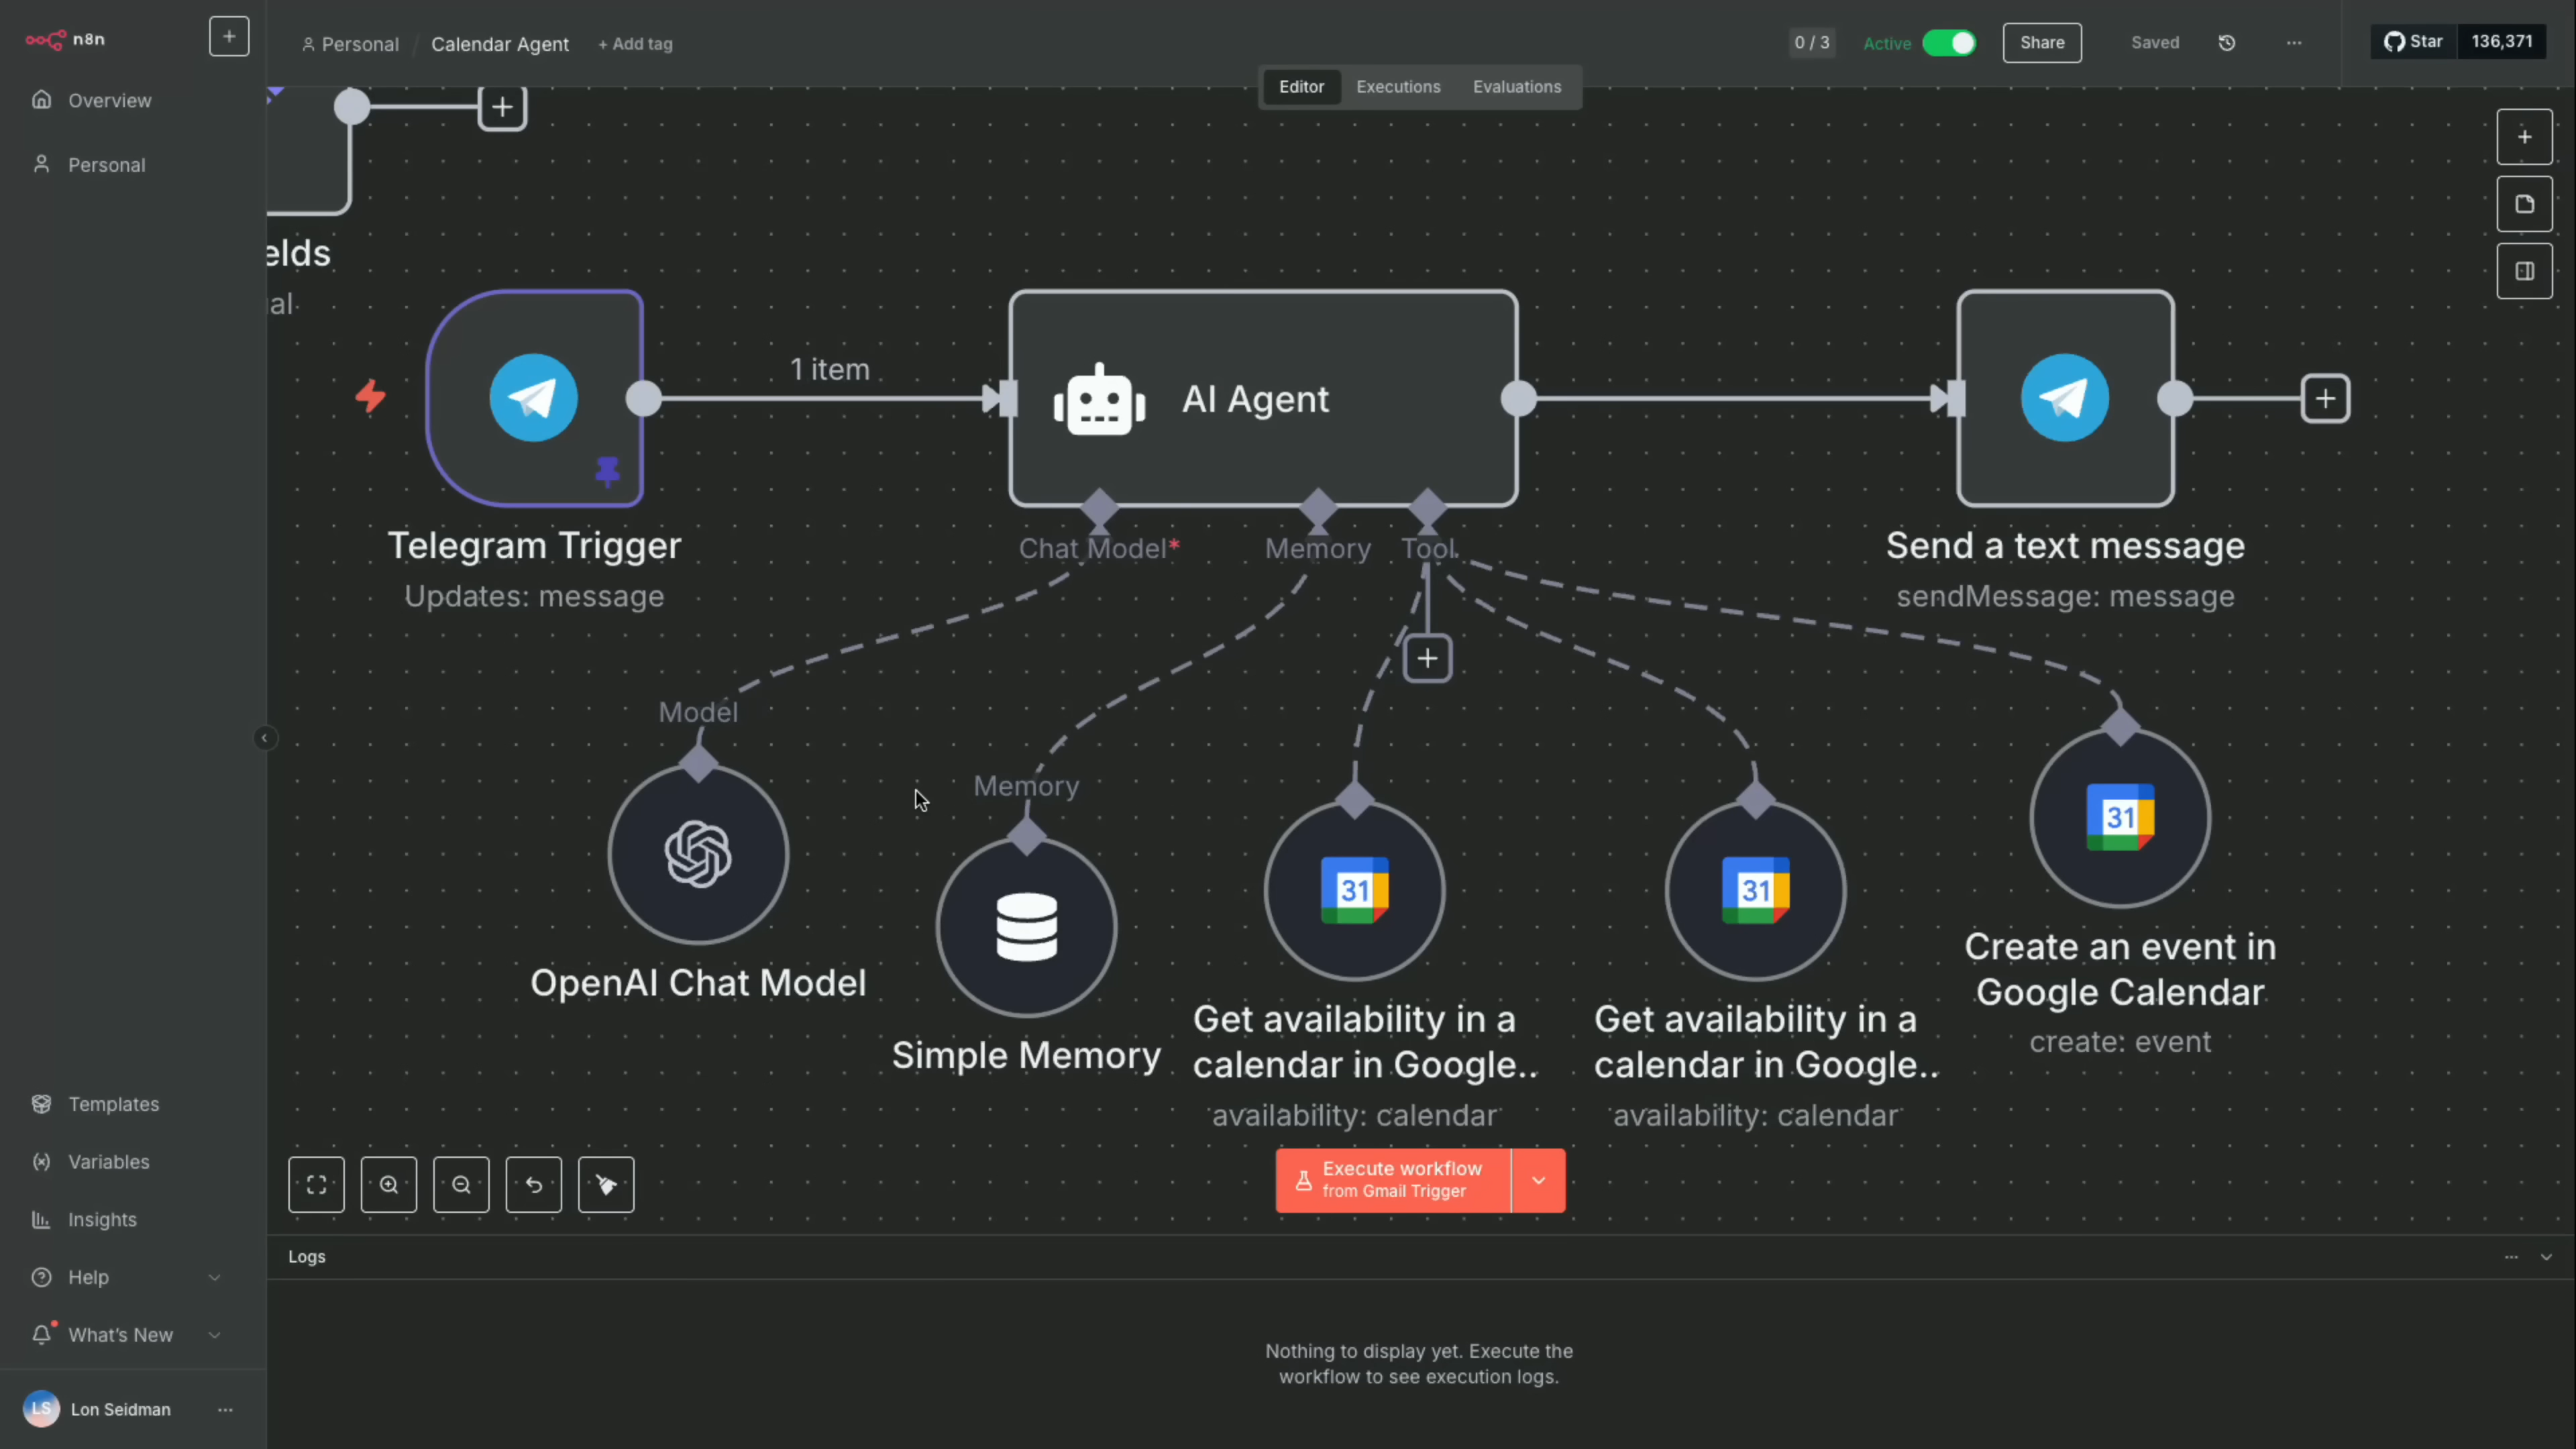 n8n
Personal / Calendar Agent + Add tag
0 / 3
Active
Share
Saved
Star
136,371
Editor
Executions
Evaluations
Overview
Personal
elds
1 item
AI Agent
Telegram Trigger
Updates: message
Chat Model*
Memory
Tool
Send a text message
sendMessage: message
Model
Memory
31
31
31
OpenAI Chat Model
Simple Memory
Get availability in a
calendar in Google..
availability: calendar
Get availability in a
calendar in Google..
availability: calendar
Create an event in
Google Calendar
create: event
Templates
Variables
Insights
Help
What's New
LS
Lon Seidman
Execute workflow
from Gmail Trigger
Logs
Nothing to display yet. Execute the
workflow to see execution logs.